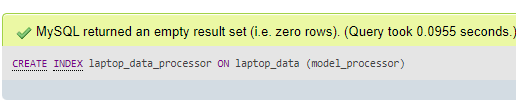 MySQL returned an empty result set (i.e. zero rows). (Query took 0.0955 seconds.)
CREATE INDEX laptop_data_processor ON laptop_data (model_processor)